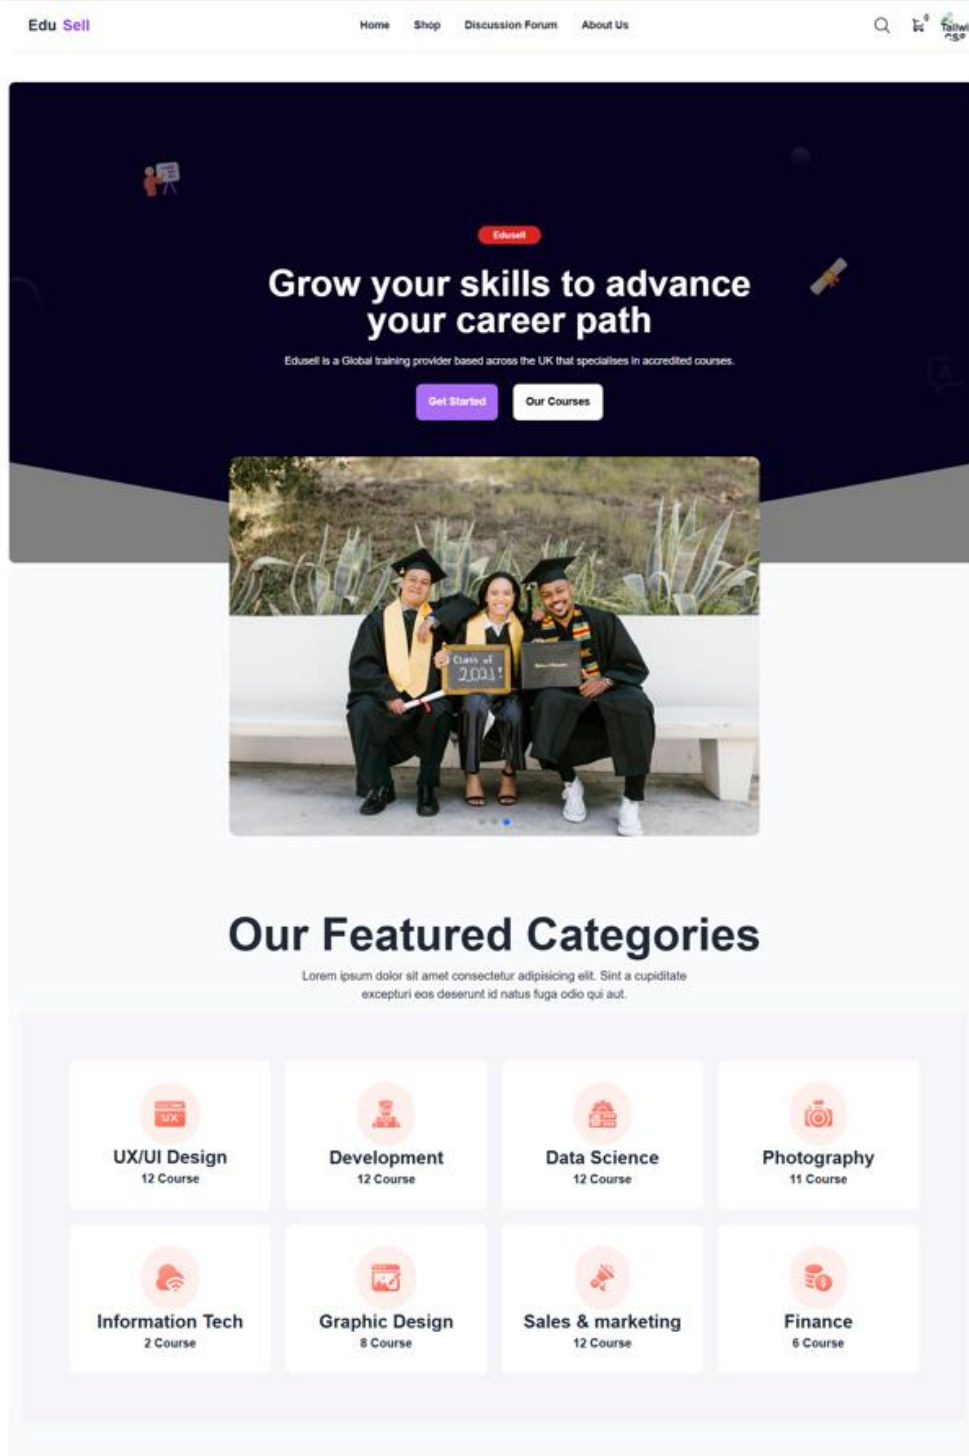 Edu Sell
Home Shop Discussion Forum About Us
0
Tailwi
CSS
Edusell
Grow your skills to advance
your career path
Edusell is a Global training provider based across the UK that specialises in accredited courses.
Get Started Our Courses
Class of
2021!
Our Featured Categories
Lorem ipsum dolor sit amet consectetur adipisicing elit. Sint a cupiditate
excepturi eos deserunt id natus fuga odio qui aut.
UX
UX/UI Design
12 Course
Development
12 Course
Data Science
12 Course
Photography
11 Course
Information Tech
2 Course
Graphic Design
8 Course
Sales & marketing
12 Course
Finance
6 Course